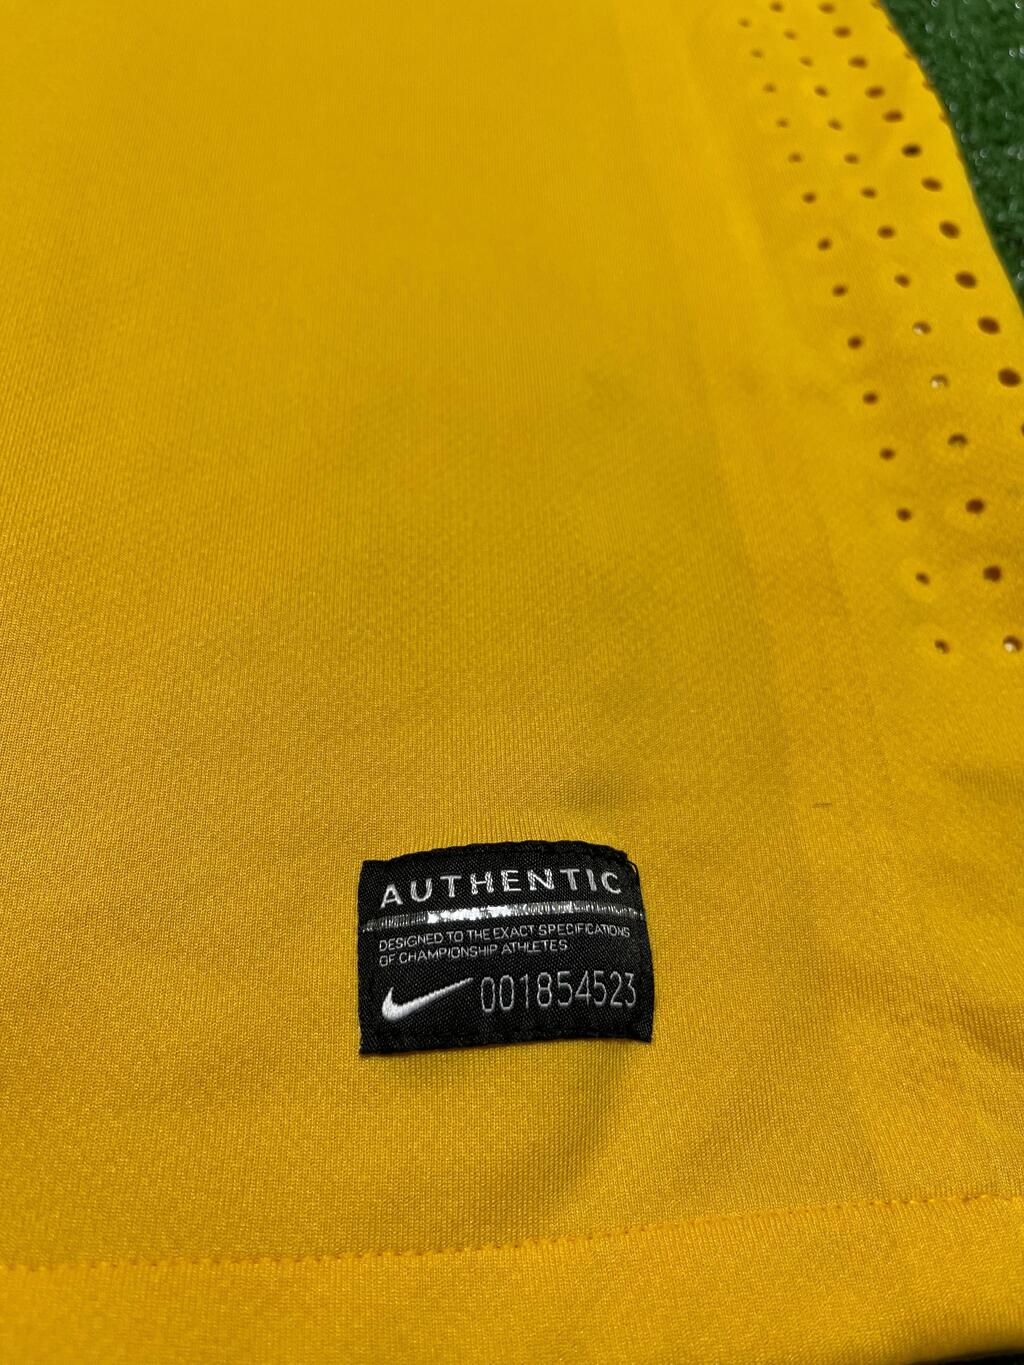 AUTHENTIC
DESIGNED TO THE EXACT SPECIFICATIONS
OF CHAMPIONSHIP ATHLETES
001854523